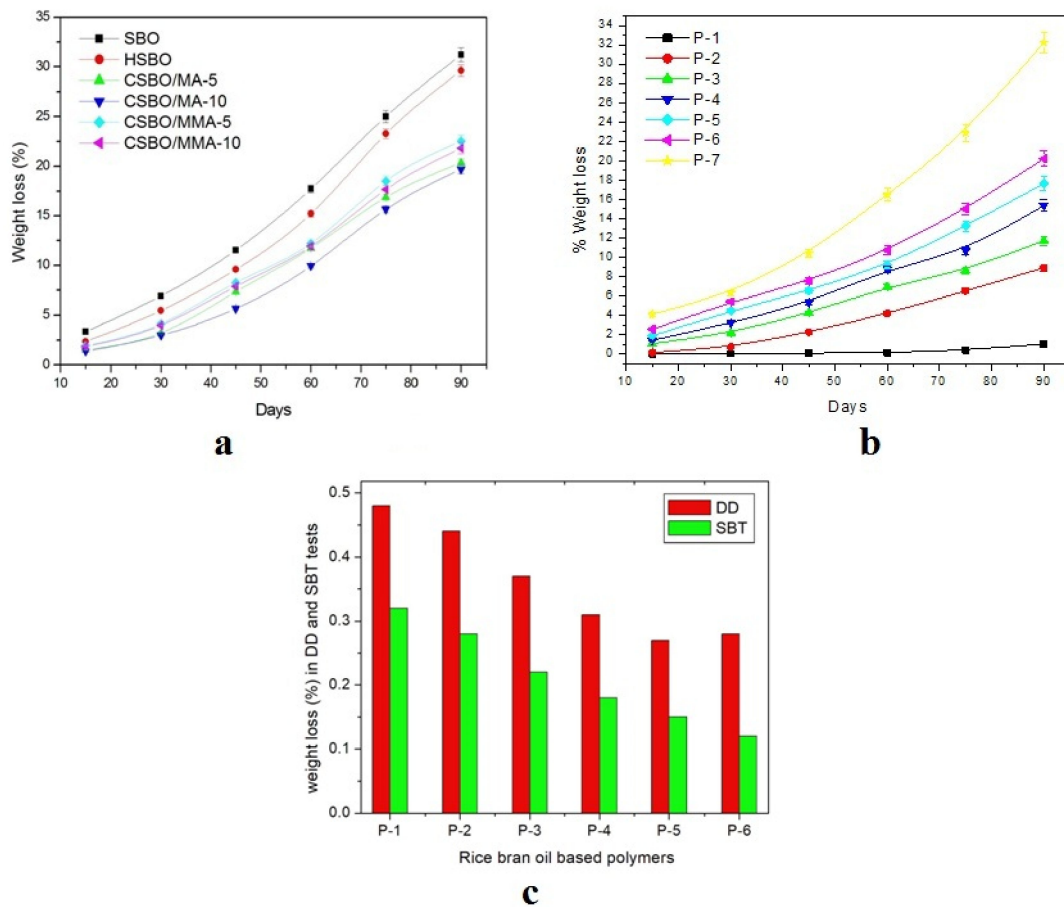 35
30
25
20
15
10
5
0
Weight loss (%)
SBO
HSBO
CSBO/MA-5
CSBO/MA-10
CSBO/MMA-5
CSBO/MMA-10
10 20 30 40 50 60 70 80 90
Days
a
34
32
30
28
26
24
22
20
18
16
14
12
10
8
6
4
2
0
% Weight loss
P-1
P-2
P-3
P-4
P-5
P-6
P-7
10 20 30 40 50 60 70 80 90
Days
b
0.5
0.4
0.3
0.2
0.1
0.0
weight loss (%) in DD and SBT tests
DD
SBT
P-1 P-2 P-3 P-4 P-5 P-6
Rice bran oil based polymers
c